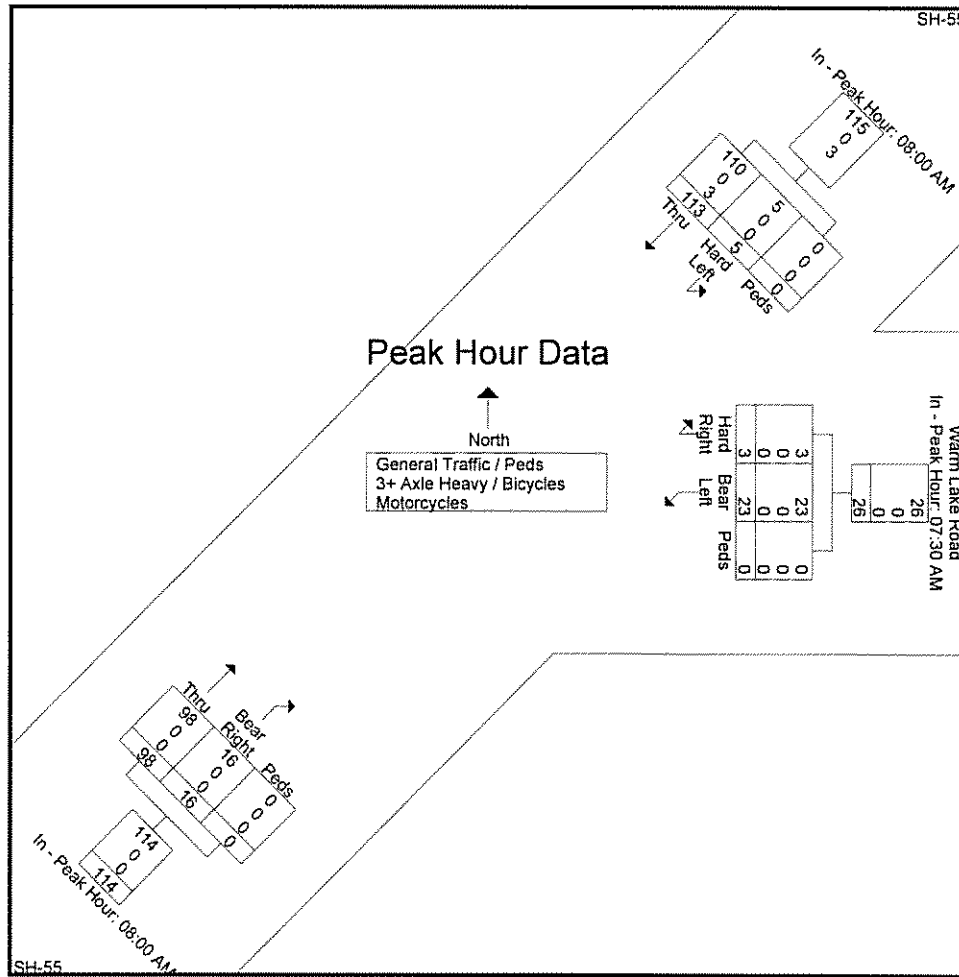 SH-55
In - Peak Hour: 08:00 AM
115
0
3
110 5 0
0 0 0
3 0 0
113 5 0
Thru Hard Left Peds
Peak Hour Data
North
General Traffic / Peds
3+ Axle Heavy / Bicycles
Motorcycles
Warm Lake Road
In - Peak Hour: 07:30 AM
26
0
0
26
3 23 0
0 0 0
0 0 0
3 23 0
Hard Right Bear Left Peds
Thru Bear Right Peds
98 16 0
0 0 0
0 0 0
98 16 0
114
0
0
114
In - Peak Hour: 08:00 AM
SH-55